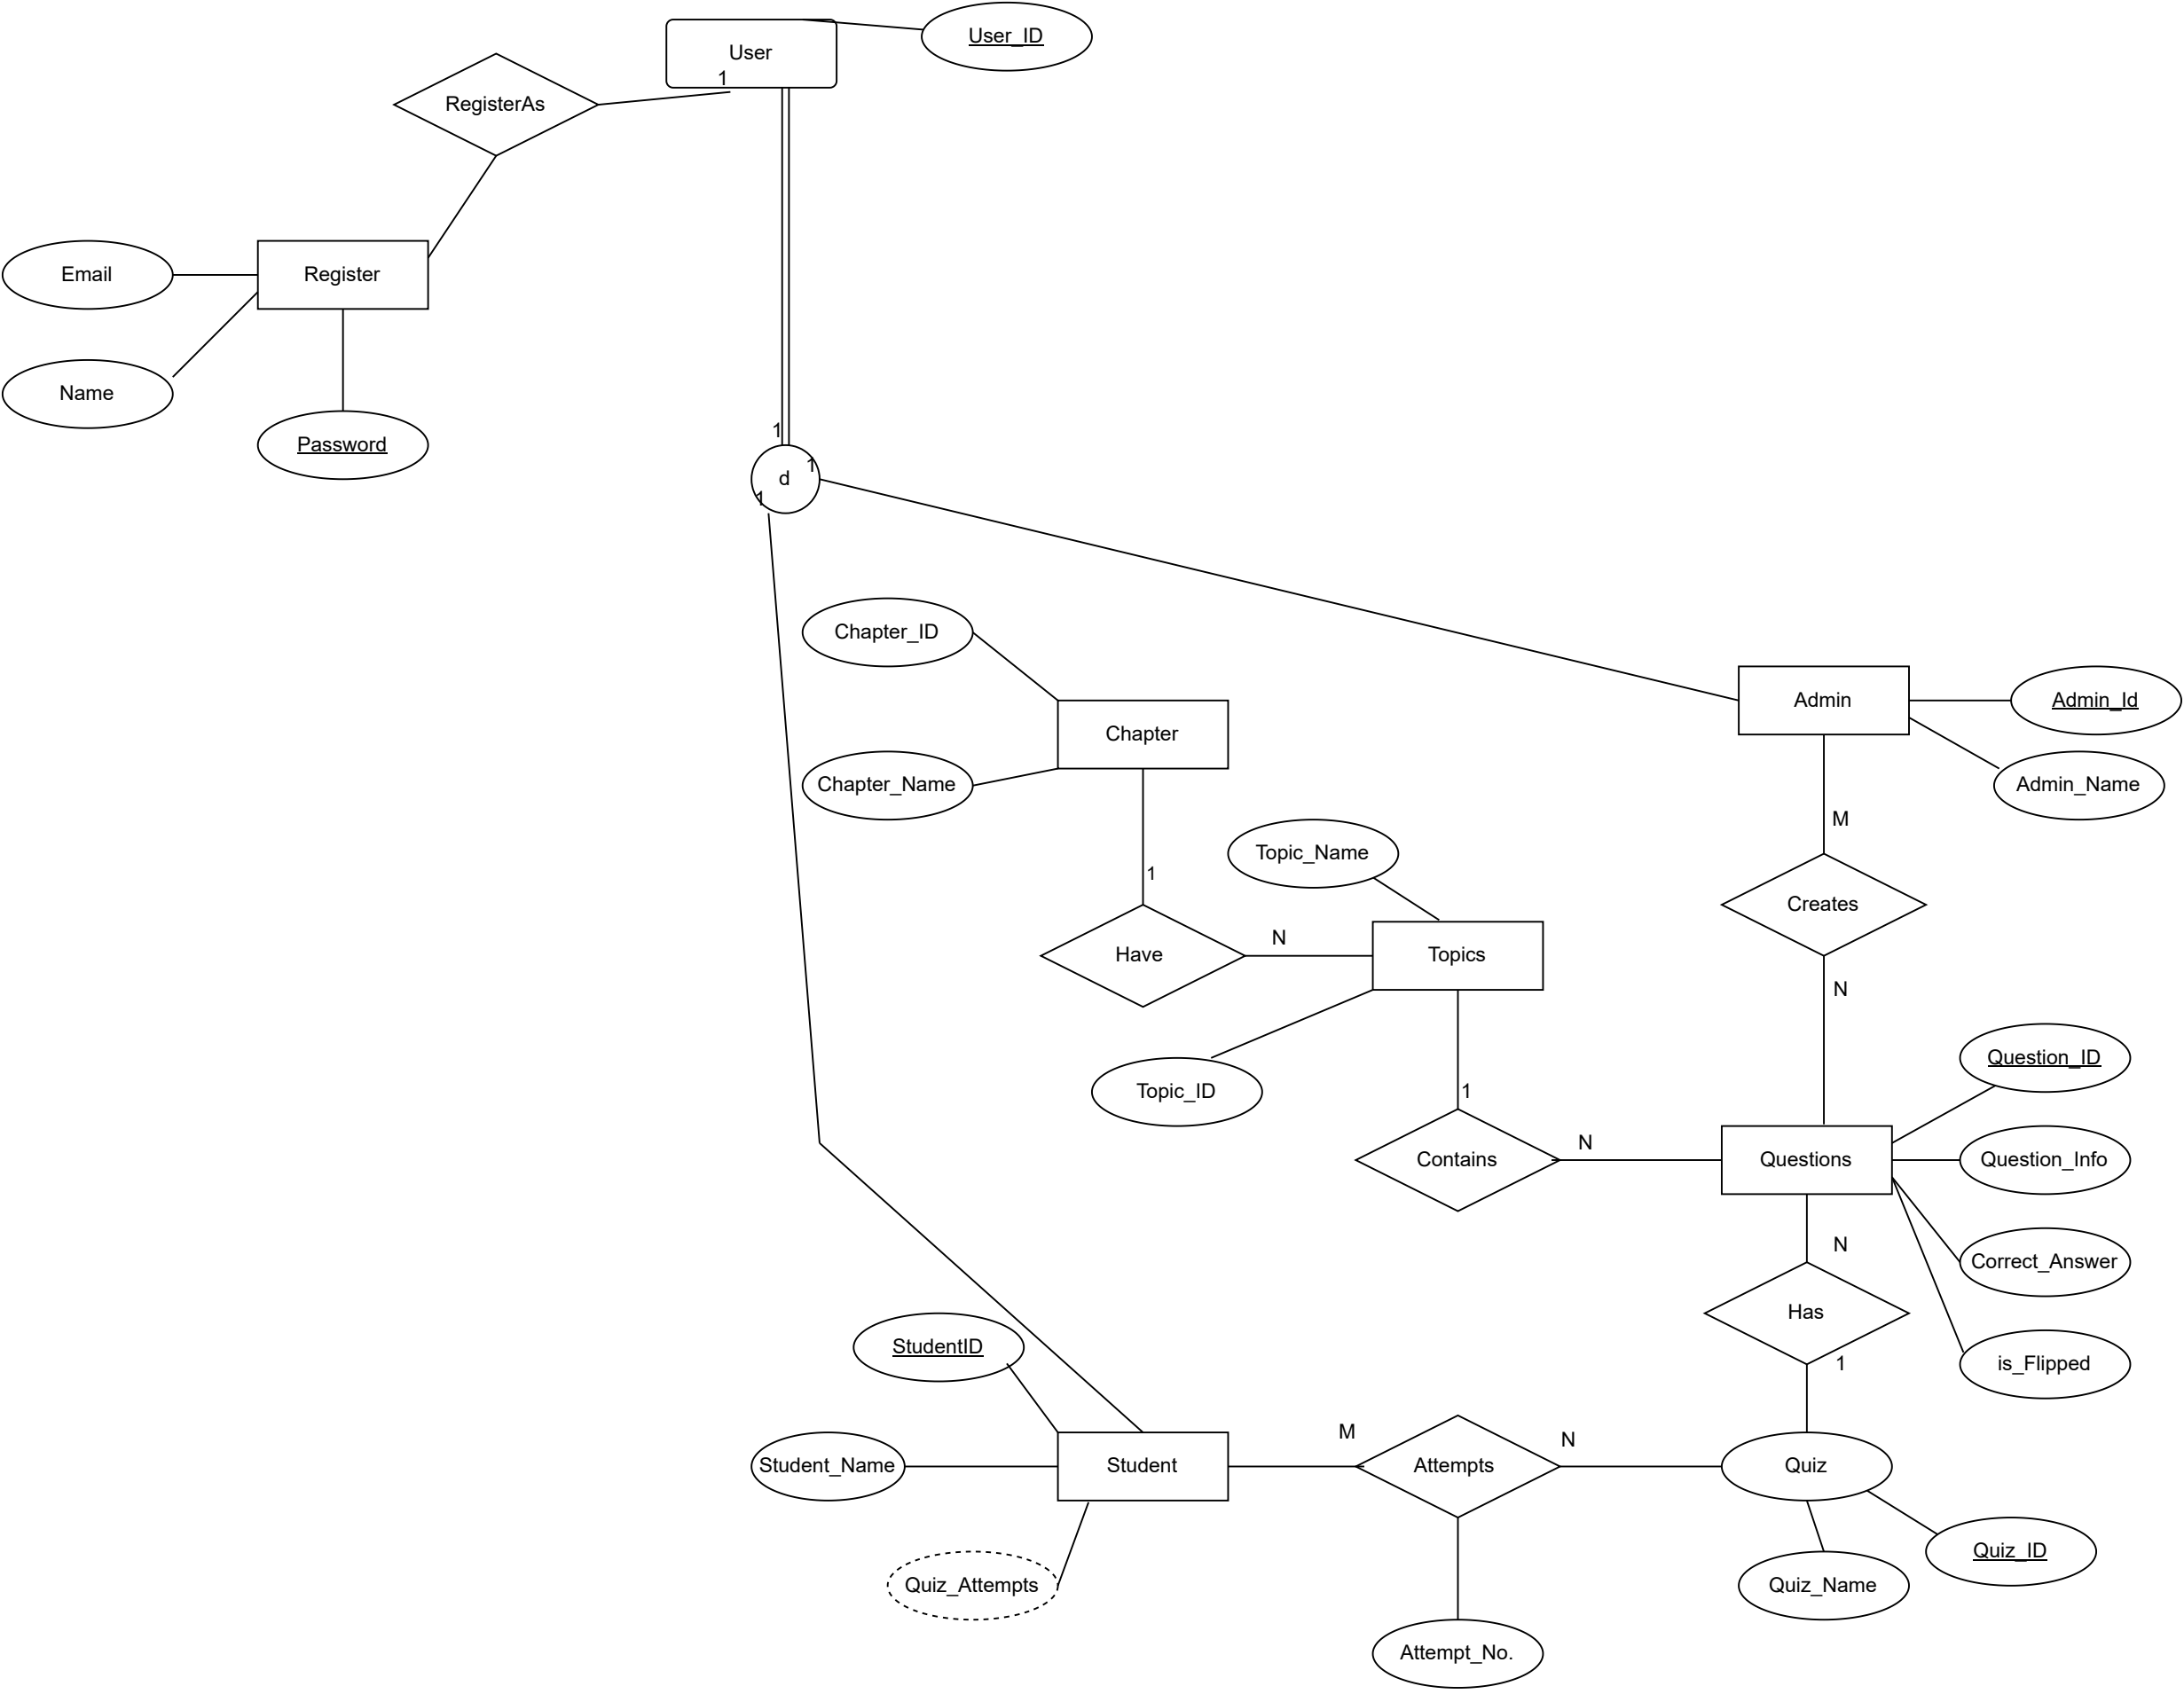 User_ID
User
1
RegisterAs
Email
Register
Name
Password
1
1
d
1
Chapter_ID
Chapter
Chapter_Name
Admin
Admin_Id
Admin_Name
M
Topic_Name
1
Creates
N
Have
Topics
N
Topic_ID
1
Question_ID
N
Contains
Questions
Question_Info
N
Correct_Answer
Has
StudentID
1
is_Flipped
M
N
Student_Name
Student
Attempts
Quiz
Quiz_ID
Quiz_Attempts
Quiz_Name
Attempt_No.